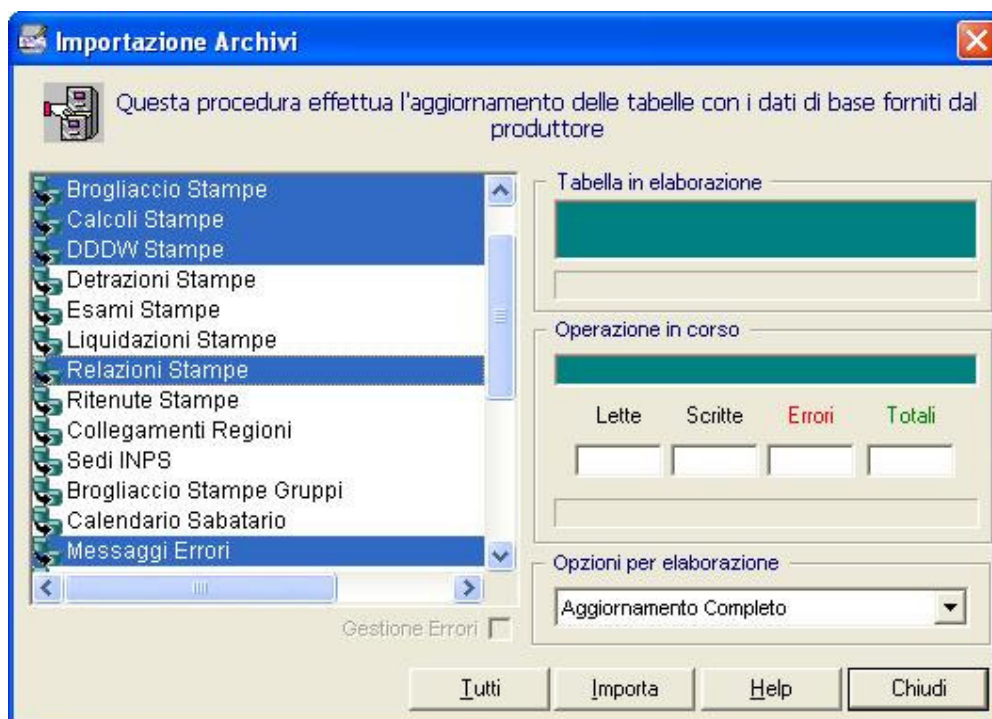 Importazione Archivi
Questa procedura effettua l'aggiornamento delle tabelle con i dati di base forniti dal
produttore
Brogliaccio Stampe
Calcoli Stampe
DDDW Stampe
Detrazioni Stampe
Esami Stampe
Liquidazioni Stampe
Relazioni Stampe
Ritenute Stampe
Collegamenti Regioni
Sedi INPS
Brogliaccio Stampe Gruppi
Calendario Sabatario
Messaggi Errori
Gestione Errori
Tabella in elaborazione
Operazione in corso
Lette Scritte Errori Totali
Opzioni per elaborazione
Aggiornamento Completo
Tutti Importa Help Chiudi